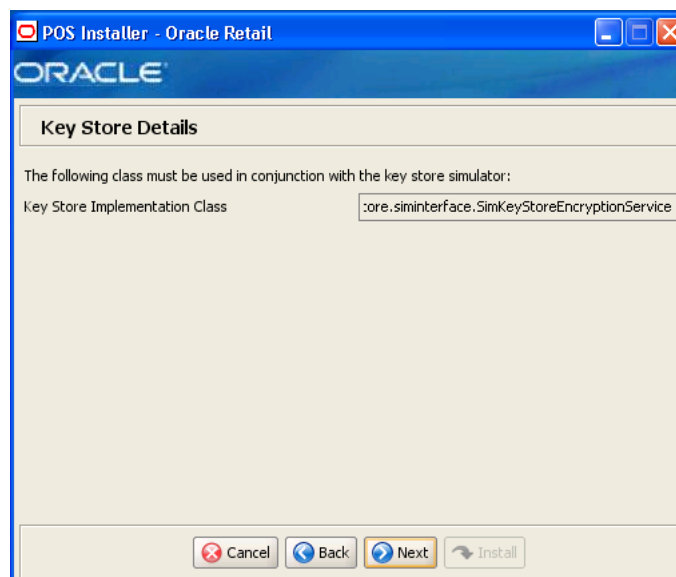 POS Installer - Oracle Retail
ORACLE
Key Store Details
The following class must be used in conjunction with the key store simulator:
Key Store Implementation Class :ore.siminterface.SimKeyStoreEncryptionService
Cancel Back Next Install